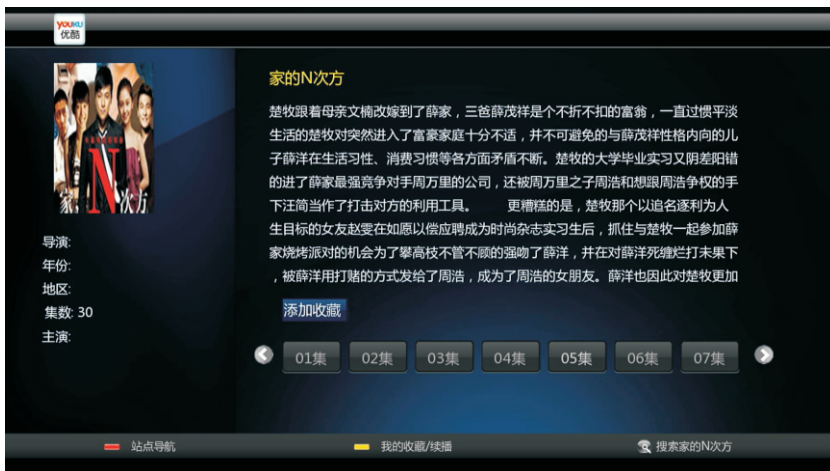 YOUKU
优酷
家的N次方
楚牧跟着母亲文楠改嫁到了薛家，三爸薛茂祥是个不折不扣的富翁，一直过惯平淡
生活的楚牧对突然进入了富豪家庭十分不适，并不可避免的与薛茂祥性格内向的儿
子薛洋在生活习性、消费习惯等各方面矛盾不断。楚牧的大学毕业实习又阴差阳错
的进了薛家最强竞争对手周万里的公司，还被周万里之子周浩和想跟周浩争权的手
下汪简当作了打击对方的利用工具。 更糟糕的是，楚牧那个以追名逐利为人
生目标的女友赵雯在如愿以偿应聘成为时尚杂志实习生后，抓住与楚牧一起参加薛
家烧烤派对的机会为了攀高枝不管不顾的强吻了薛洋，并在对薛洋死缠烂打未果下
，被薛洋用打赌的方式发给了周浩，成为了周浩的女朋友。薛洋也因此对楚牧更加
家 N 次方
导演:
年份:
地区:
集数: 30
主演:
添加收藏
01集 02集 03集 04集 05集 06集 07集
站点导航 我的收藏/续播 搜索家的N次方